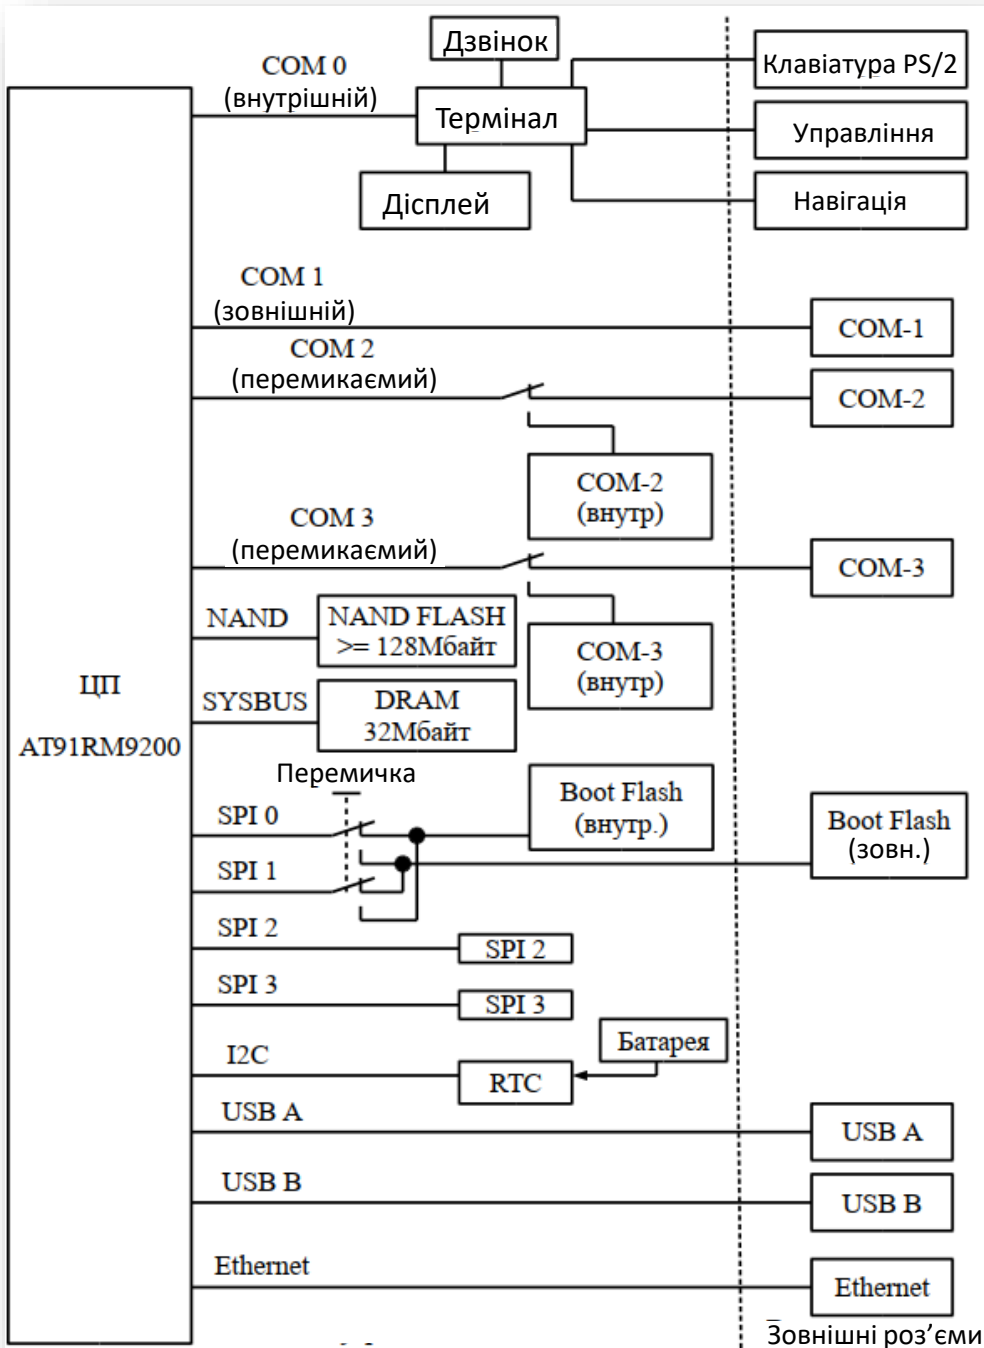 Дзвінок
COM 0
(внутрішній)
Клавіатура PS/2
Термінал
Управління
Дісплей
Навігація
COM 1
(зовнішній)
COM-1
COM 2
(перемикаємий)
COM-2
COM-2
(внутр)
COM 3
(перемикаємий)
COM-3
NAND
NAND FLASH
>= 128Мбайт
COM-3
(внутр)
ЦП
AT91RM9200
SYSBUS
DRAM
32Мбайт
Перемичка
SPI 0
Boot Flash
(внутр.)
Boot Flash
(зовн.)
SPI 1
SPI 2
SPI 2
SPI 3
SPI 3
Батарея
I2C
RTC
USB A
USB A
USB B
USB B
Ethernet
Ethernet
Зовнішні роз’єми